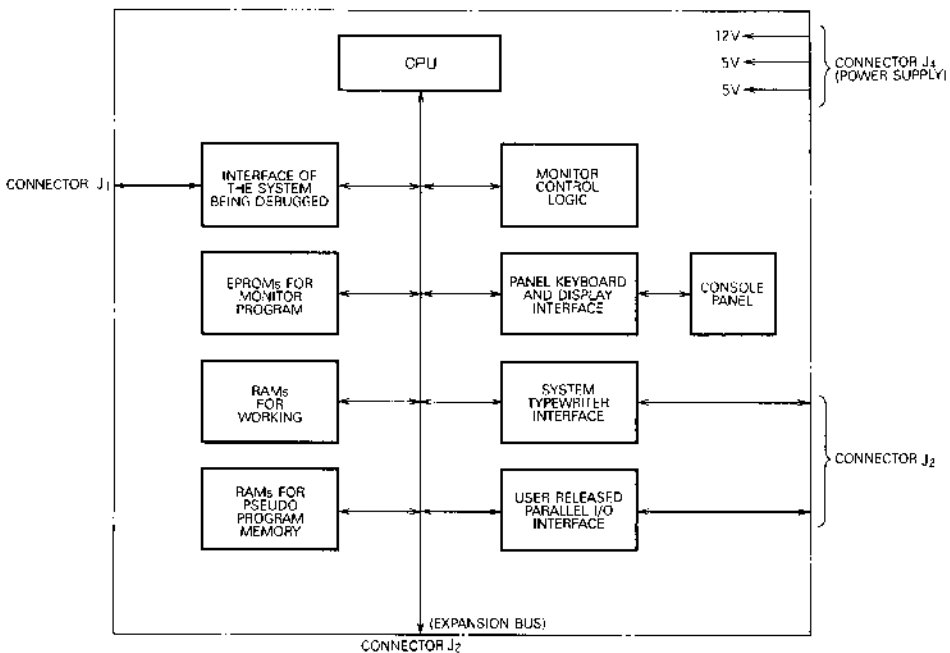 CPU
12V
5V
5V
CONNECTOR J4
(POWER SUPPLY)
CONNECTOR J1
INTERFACE OF
THE SYSTEM
BEING DEBUGGED
MONITOR
CONTROL
LOGIC
EPROMs FOR
MONITOR
PROGRAM
PANEL KEYBOARD
AND DISPLAY
INTERFACE
CONSOLE
PANEL
RAMs
FOR
WORKING
SYSTEM
TYPEWRITER
INTERFACE
CONNECTOR J2
RAMs FOR
PSEUDO
PROGRAM
MEMORY
USER RELEASED
PARALLEL I/O
INTERFACE
(EXPANSION BUS)
CONNECTOR J2